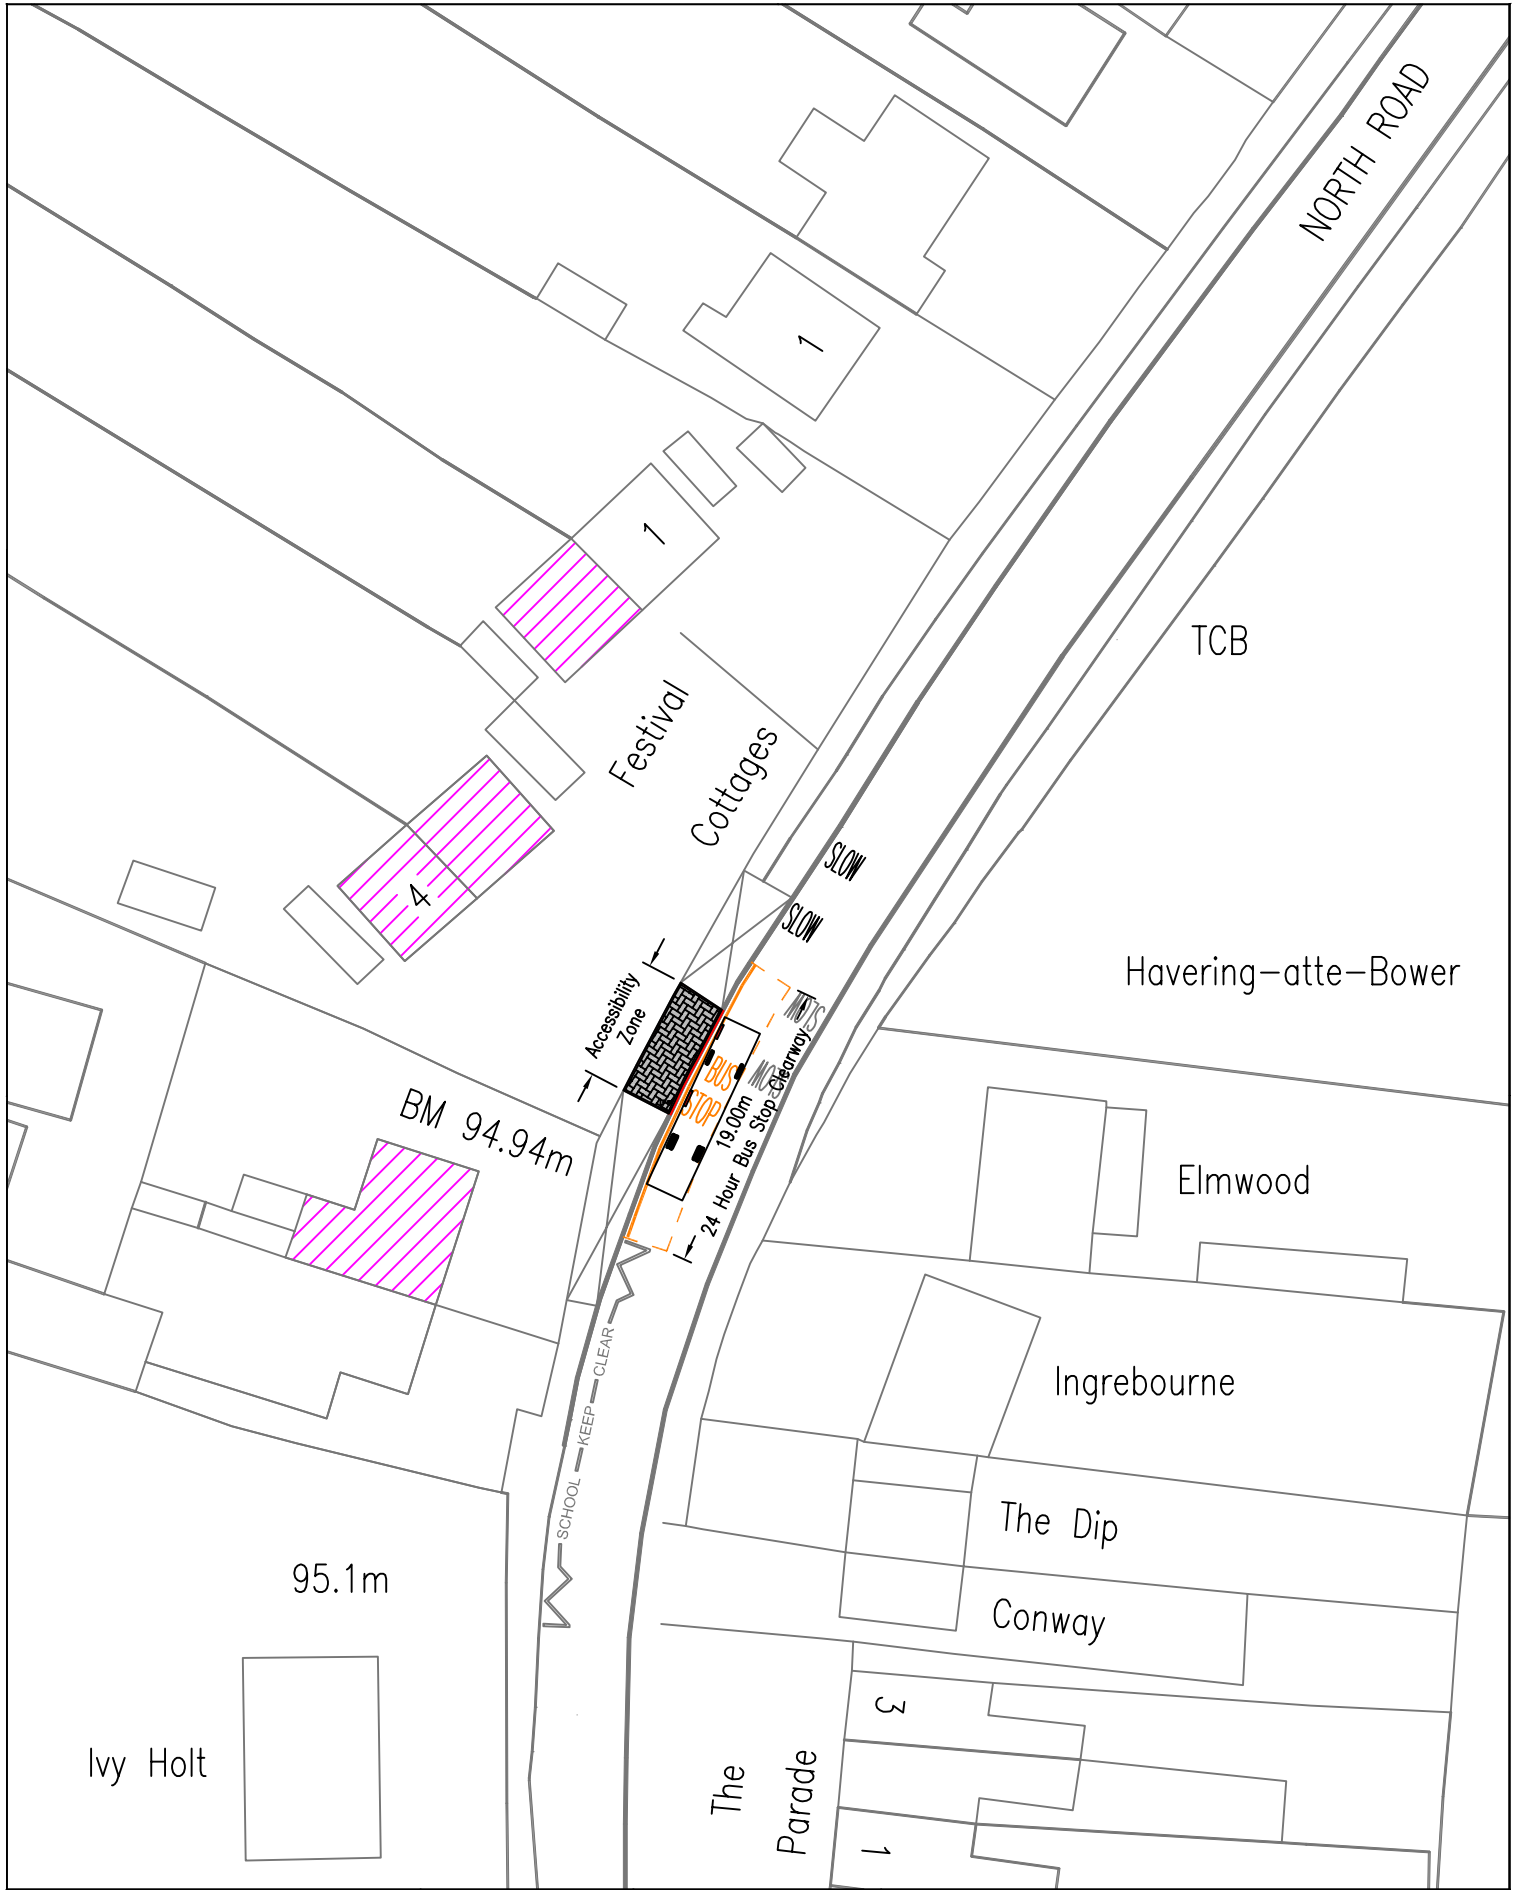 NORTH ROAD
1
1
TCB
Festival
Cottages
SLOW
SLOW
4
Havering-atte-Bower
Accessibility
Zone
SLOW
SLOW
BUS
STOP
19.00m
24 Hour Bus Stop Clearway
BM 94.94m
Elmwood
SCHOOL KEEP CLEAR
Ingrebourne
The Dip
95.1m
Conway
3
Ivy Holt
The
Parade
1